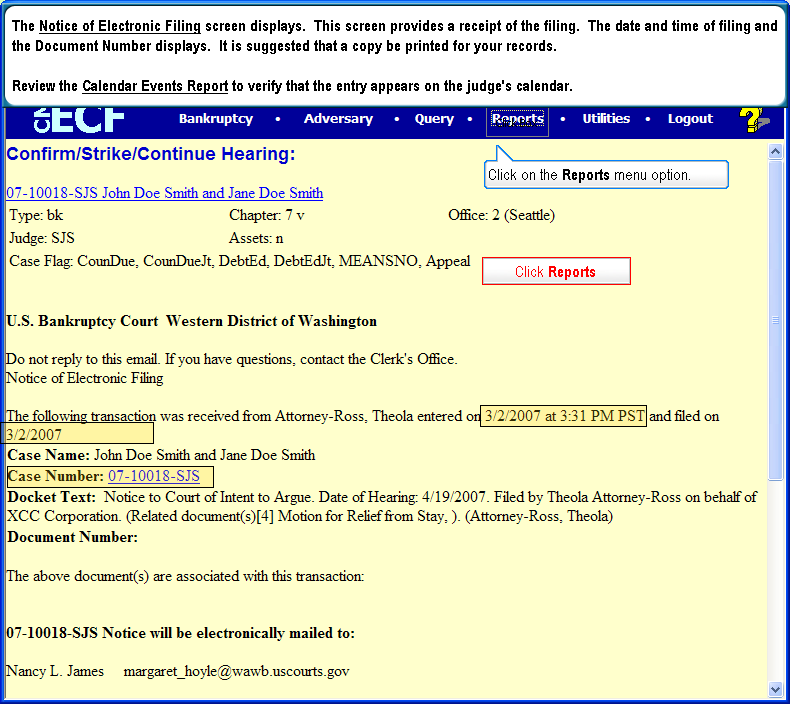 The Notice of Electronic Filing screen displays.  This screen provides a receipt of the filing.  The date and time of filing and
the Document Number displays.  It is suggested that a copy be printed for your records.
Review the Calendar Events Report to verify that the entry appears on the judge's calendar.
CM ECF Bankruptcy • Adversary • Query • Reports • Utilities • Logout ?
Confirm/Strike/Continue Hearing:
Click on the Reports menu option.
07-10018-SJS John Doe Smith and Jane Doe Smith
Type: bk Chapter: 7 v Office: 2 (Seattle)
Judge: SJS Assets: n
Case Flag: CounDue, CounDueJt, DebtEd, DebtEdJt, MEANSNO, Appeal
Click Reports
U.S. Bankruptcy Court  Western District of Washington
Do not reply to this email. If you have questions, contact the Clerk's Office.
Notice of Electronic Filing
The following transaction was received from Attorney-Ross, Theola entered on 3/2/2007 at 3:31 PM PST and filed on
3/2/2007
Case Name: John Doe Smith and Jane Doe Smith
Case Number: 07-10018-SJS
Docket Text:  Notice to Court of Intent to Argue. Date of Hearing: 4/19/2007. Filed by Theola Attorney-Ross on behalf of
XCC Corporation. (Related document(s)[4] Motion for Relief from Stay, ). (Attorney-Ross, Theola)
Document Number:
The above document(s) are associated with this transaction:
07-10018-SJS Notice will be electronically mailed to:
Nancy L. James margaret_hoyle@wawb.uscourts.gov